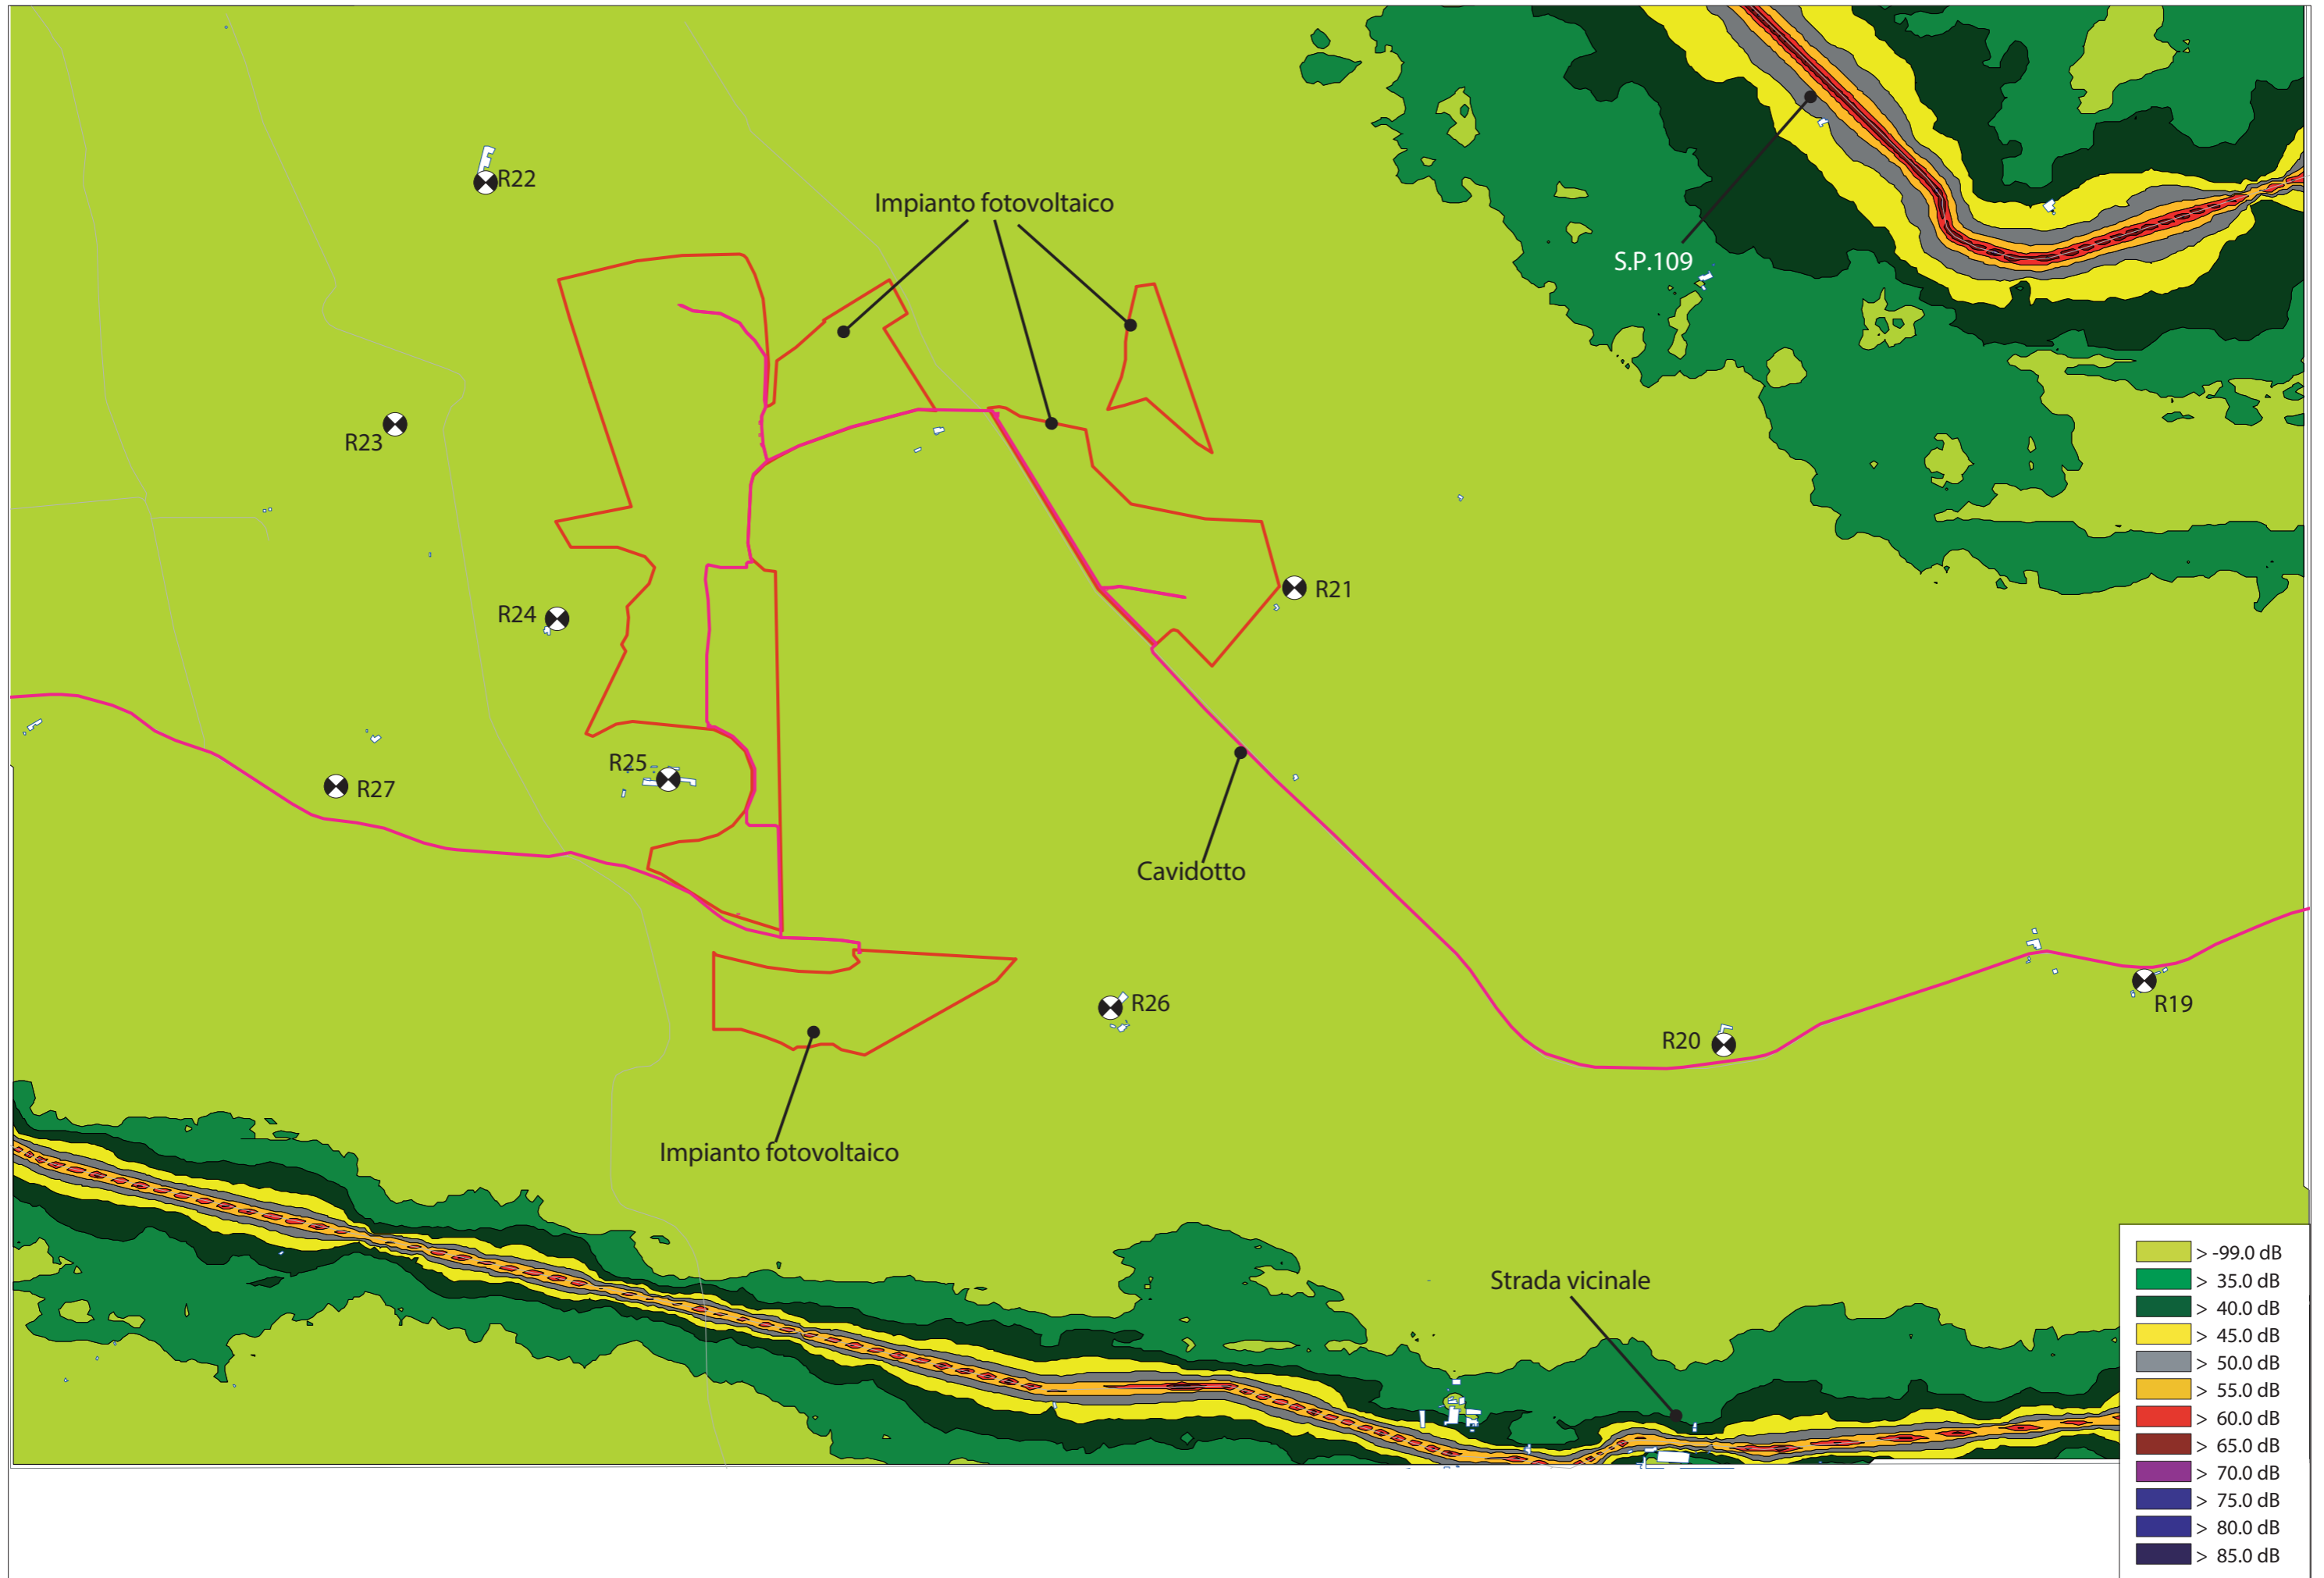 R22
Impianto fotovoltaico
S.P.109
R23
R24
R21
R25
R27
Cavidotto
R26
R19
R20
Impianto fotovoltaico
Strada vicinale
> -99.0 dB
> 35.0 dB
> 40.0 dB
> 45.0 dB
> 50.0 dB
> 55.0 dB
> 60.0 dB
> 65.0 dB
> 70.0 dB
> 75.0 dB
> 80.0 dB
> 85.0 dB